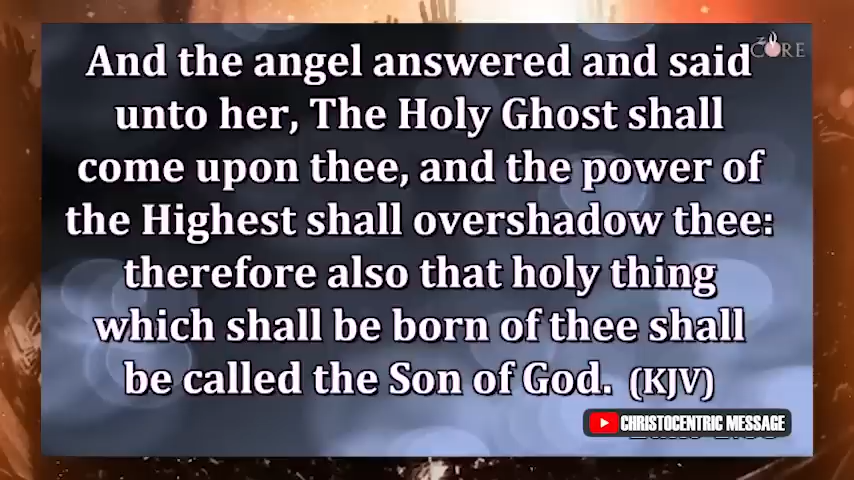 And the angel answered and said
unto her, The Holy Ghost shall
come upon thee, and the power of
the Highest shall overshadow thee:
therefore also that holy thing
which shall be born of thee shall
be called the Son of God. (KJV)
CORE
CHRISTOCENTRIC MESSAGE